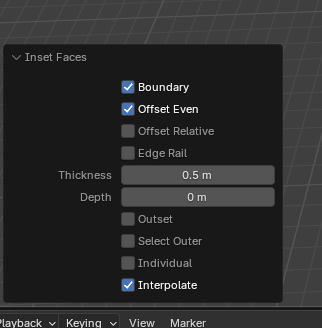 Inset Faces
Boundary
Offset Even
Offset Relative
Edge Rail
Thickness 0.5 m
Depth 0 m
Outset
Select Outer
Individual
Interpolate
Playback Keying View Marker